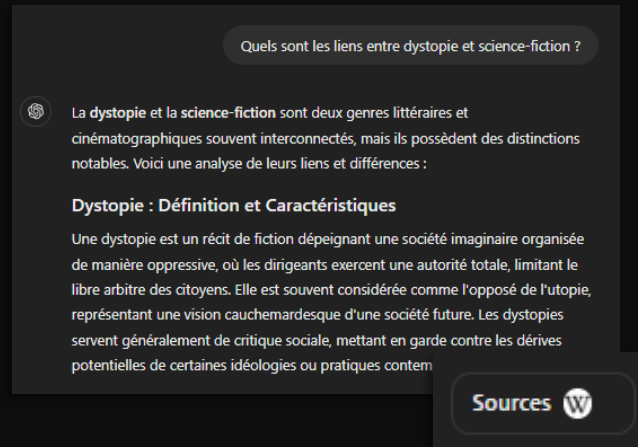 Quels sont les liens entre dystopie et science-fiction ?
La dystopie et la science-fiction sont deux genres littéraires et
cinématographiques souvent interconnectés, mais ils possèdent des distinctions
notables. Voici une analyse de leurs liens et différences :
Dystopie : Définition et Caractéristiques
Une dystopie est un récit de fiction dépeignant une société imaginaire organisée
de manière oppressive, où les dirigeants exercent une autorité totale, limitant le
libre arbitre des citoyens. Elle est souvent considérée comme l'opposé de l'utopie,
représentant une vision cauchemardesque d'une société future. Les dystopies
servent généralement de critique sociale, mettant en garde contre les dérives
potentielles de certaines idéologies ou pratiques contem
Sources W